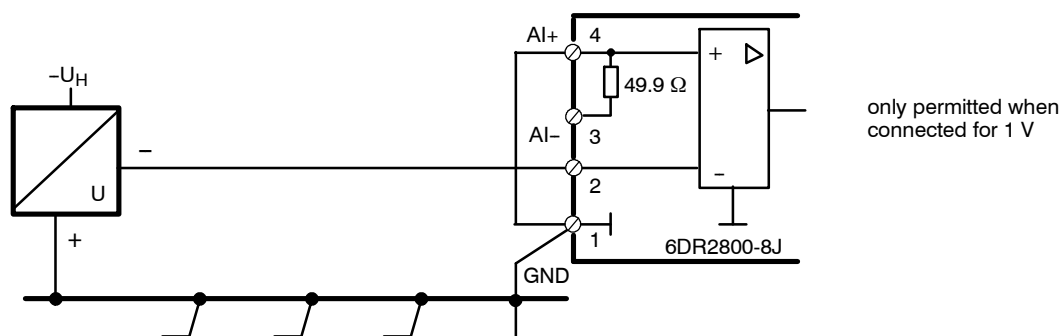 AI+
4
–U_H
+
49.9 Ω
only permitted when
connected for 1 V
3
AI–
–
–
U
2
+
1
6DR2800-8J
GND